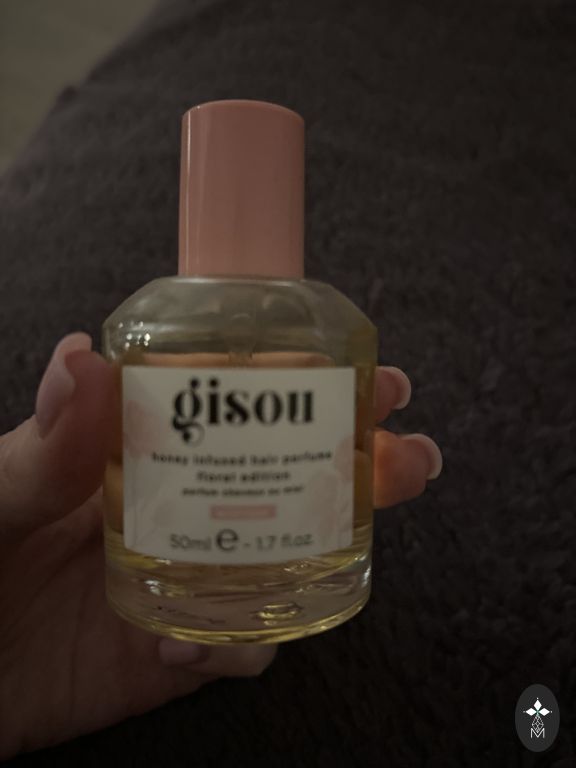 gisou
honey infused hair perfume
floral edition
parfum cheveux au miel
50ml e - 1.7 fl.oz.
M